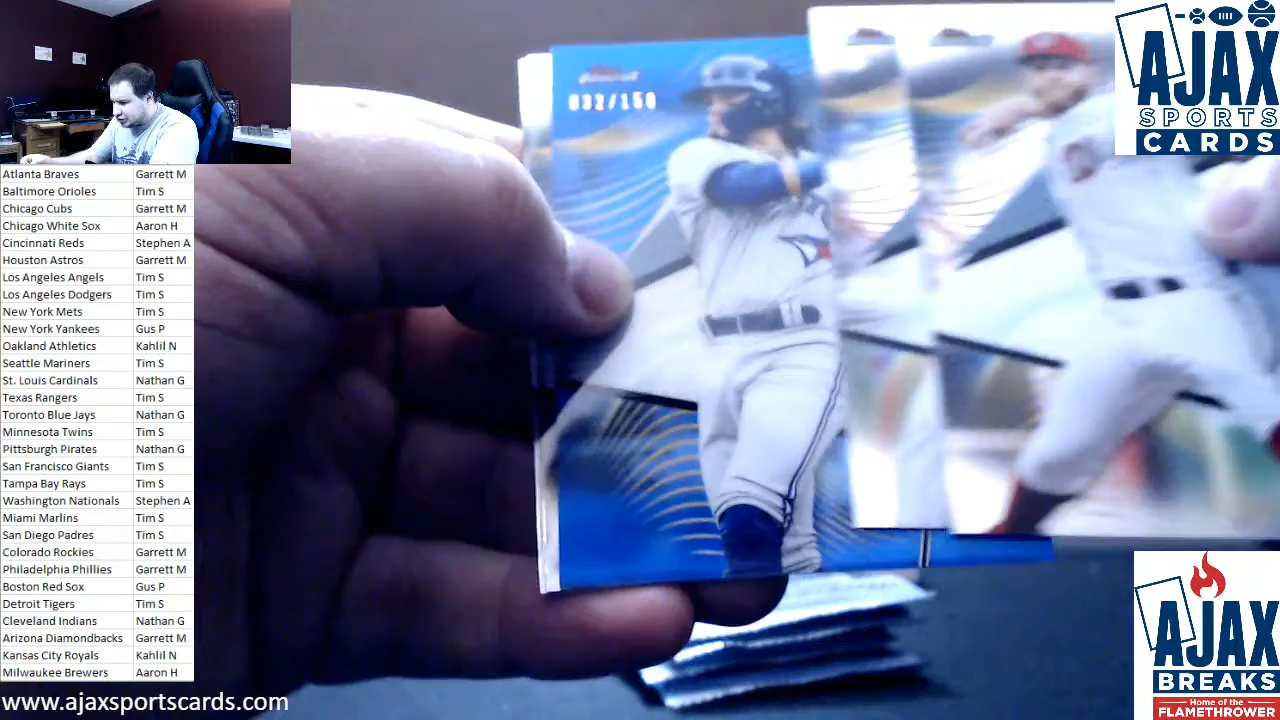 Atlanta Braves Garrett M
Baltimore Orioles Tim S
Chicago Cubs Garrett M
Chicago White Sox Aaron H
Cincinnati Reds Stephen A
Houston Astros Garrett M
Los Angeles Angels Tim S
Los Angeles Dodgers Tim S
New York Mets Tim S
New York Yankees Gus P
Oakland Athletics Kahlil N
Seattle Mariners Tim S
St. Louis Cardinals Nathan G
Texas Rangers Tim S
Toronto Blue Jays Nathan G
Minnesota Twins Tim S
Pittsburgh Pirates Nathan G
San Francisco Giants Tim S
Tampa Bay Rays Tim S
Washington Nationals Stephen A
Miami Marlins Tim S
San Diego Padres Tim S
Colorado Rockies Garrett M
Philadelphia Phillies Garrett M
Boston Red Sox Gus P
Detroit Tigers Tim S
Cleveland Indians Nathan G
Arizona Diamondbacks Garrett M
Kansas City Royals Kahlil N
Milwaukee Brewers Aaron H
www.ajaxsportscards.com
032/150
AJAX
SPORTS
CARDS
AJAX
BREAKS
Home of the
FLAMETHROWER